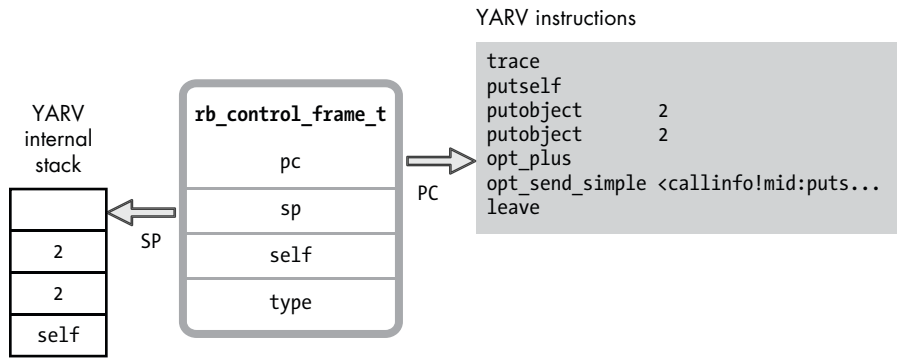 YARV instructions
trace
putself
putobject 2
putobject 2
opt_plus
opt_send_simple <callinfo!mid:puts...
leave
YARV
internal
stack
2
2
self
rb_control_frame_t
pc
sp
self
type
SP
PC